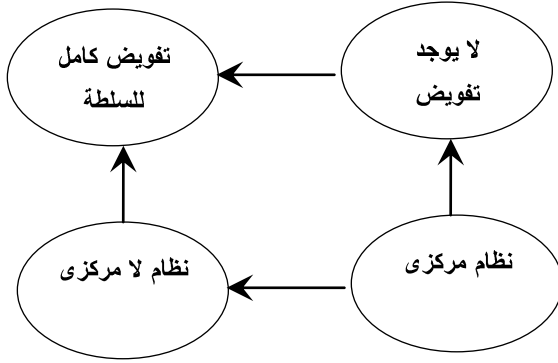 لا يوجد
تفويض
تفويض كامل
للسلطة
نظام مركزى
نظام لا مركزى